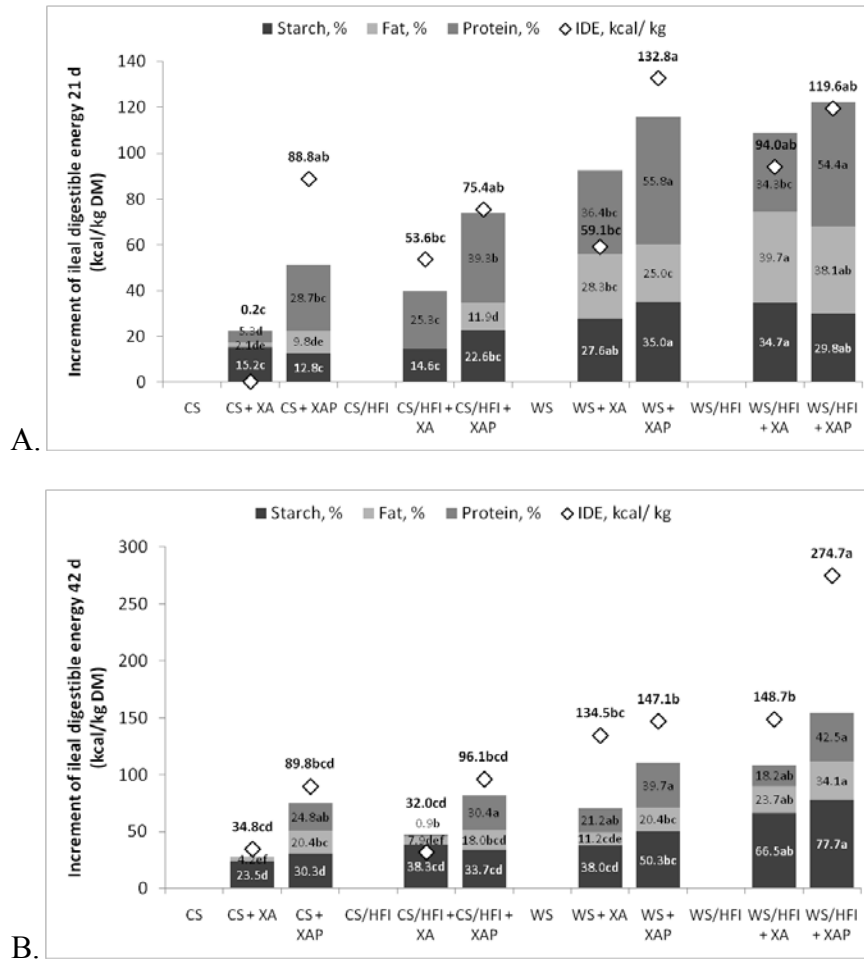 Starch, % Fat, % Protein, % IDE, kcal/ kg
Increment of ileal digestible energy 21 d
(kcal/kg DM)
140
120
100
80
60
40
20
0
132.8a
119.6ab
88.8ab
94.0ab
75.4ab
55.8a
54.4a
53.6bc
36.4bc
59.1bc
34.3bc
39.3b
28.7bc
0.2c
5.3d
2.1de
15.2c
9.8de
12.8c
25.3c
14.6c
11.9d
22.6bc
28.3bc
27.6ab
25.0c
35.0a
39.7a
34.7a
38.1ab
29.8ab
CS CS + XA CS + XAP CS/HFI CS/HFI + XA CS/HFI + XAP WS WS + XA WS + XAP WS/HFI WS/HFI + XA WS/HFI + XAP
A.
Starch, % Fat, % Protein, % IDE, kcal/ kg
Increment of ileal digestible energy 42 d
(kcal/kg DM)
300
250
200
150
100
50
0
274.7a
134.5bc
147.1b
148.7b
89.8bcd
96.1bcd
34.8cd
32.0cd
4.2ef
23.5d
24.8ab
20.4bc
30.3d
0.9b
7.9def
38.3cd
30.4a
18.0bcd
33.7cd
21.2ab
11.2cde
38.0cd
39.7a
20.4bc
50.3bc
18.2ab
23.7ab
66.5ab
42.5a
34.1a
77.7a
CS CS + XA CS + XAP CS/HFI CS/HFI + XA CS/HFI + XAP WS WS + XA WS + XAP WS/HFI WS/HFI + XA WS/HFI + XAP
B.